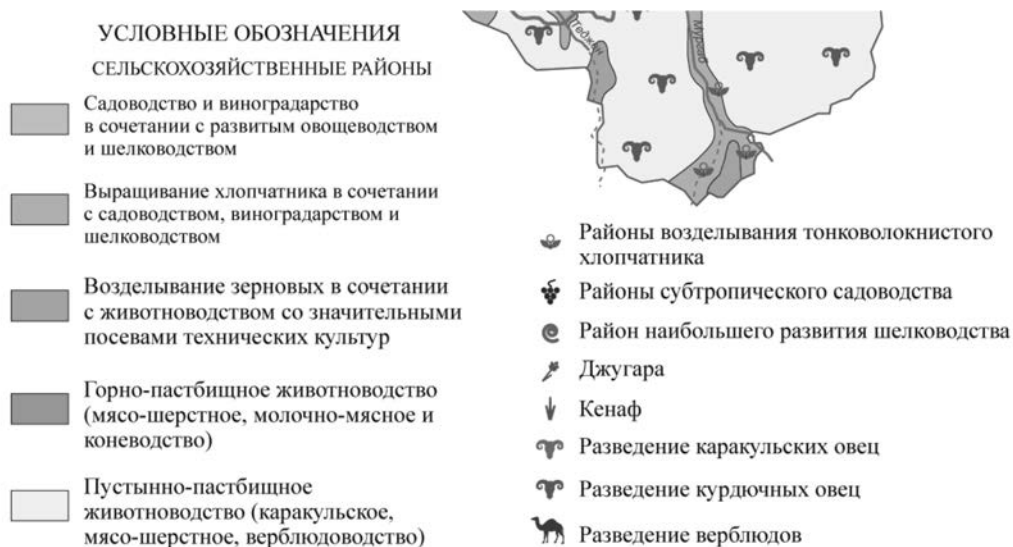 УСЛОВНЫЕ ОБОЗНАЧЕНИЯ
СЕЛЬСКОХОЗЯЙСТВЕННЫЕ РАЙОНЫ
Садоводство и виноградарство
в сочетании с развитым овощеводством
и шелководством
Выращивание хлопчатника в сочетании
с садоводством, виноградарством и
шелководством
Возделывание зерновых в сочетании
с животноводством со значительными
посевами технических культур
Горно-пастбищное животноводство
(мясо-шерстное, молочно-мясное и
коневодство)
Пустынно-пастбищное
животноводство (каракульское,
мясо-шерстное, верблюдоводство)
Теджен
Мургаб
Районы возделывания тонковолокнистого
хлопчатника
Районы субтропического садоводства
Район наибольшего развития шелководства
Джугара
Кенаф
Разведение каракульских овец
Разведение курдючных овец
Разведение верблюдов